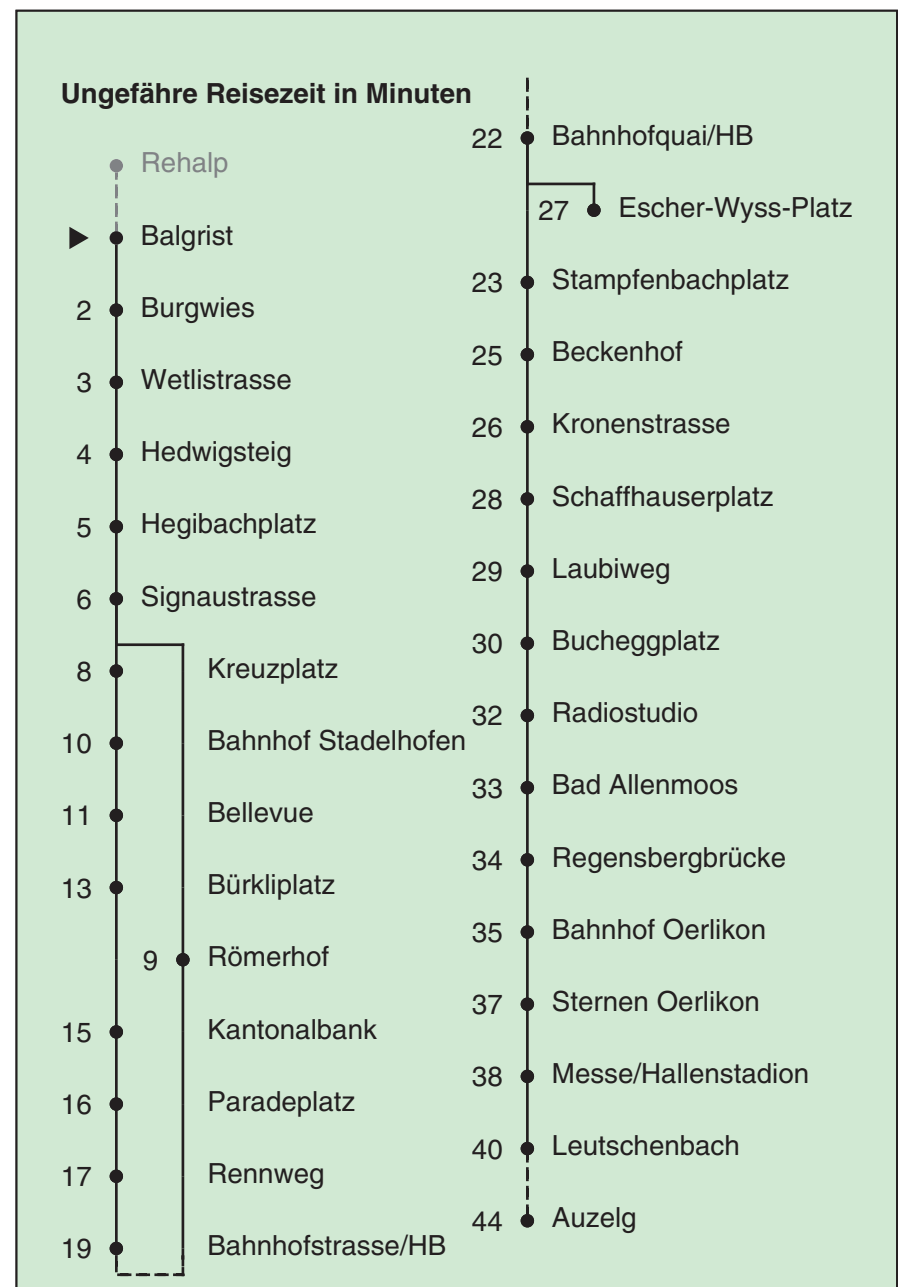 Ungefähre Reisezeit in Minuten
Rehalp
Balgrist
2 Burgwies
3 Wetlistrasse
4 Hedwigsteig
5 Hegibachplatz
6 Signaustrasse
8 Kreuzplatz
10 Bahnhof Stadelhofen
11 Bellevue
13 Bürkliplatz
9 Römerhof
15 Kantonalbank
16 Paradeplatz
17 Rennweg
19 Bahnhofstrasse/HB
22 Bahnhofquai/HB
27 Escher-Wyss-Platz
23 Stampfenbachplatz
25 Beckenhof
26 Kronenstrasse
28 Schaffhauserplatz
29 Laubiweg
30 Bucheggplatz
32 Radiostudio
33 Bad Allenmoos
34 Regensbergbrücke
35 Bahnhof Oerlikon
37 Sternen Oerlikon
38 Messe/Hallenstadion
40 Leutschenbach
44 Auzelg